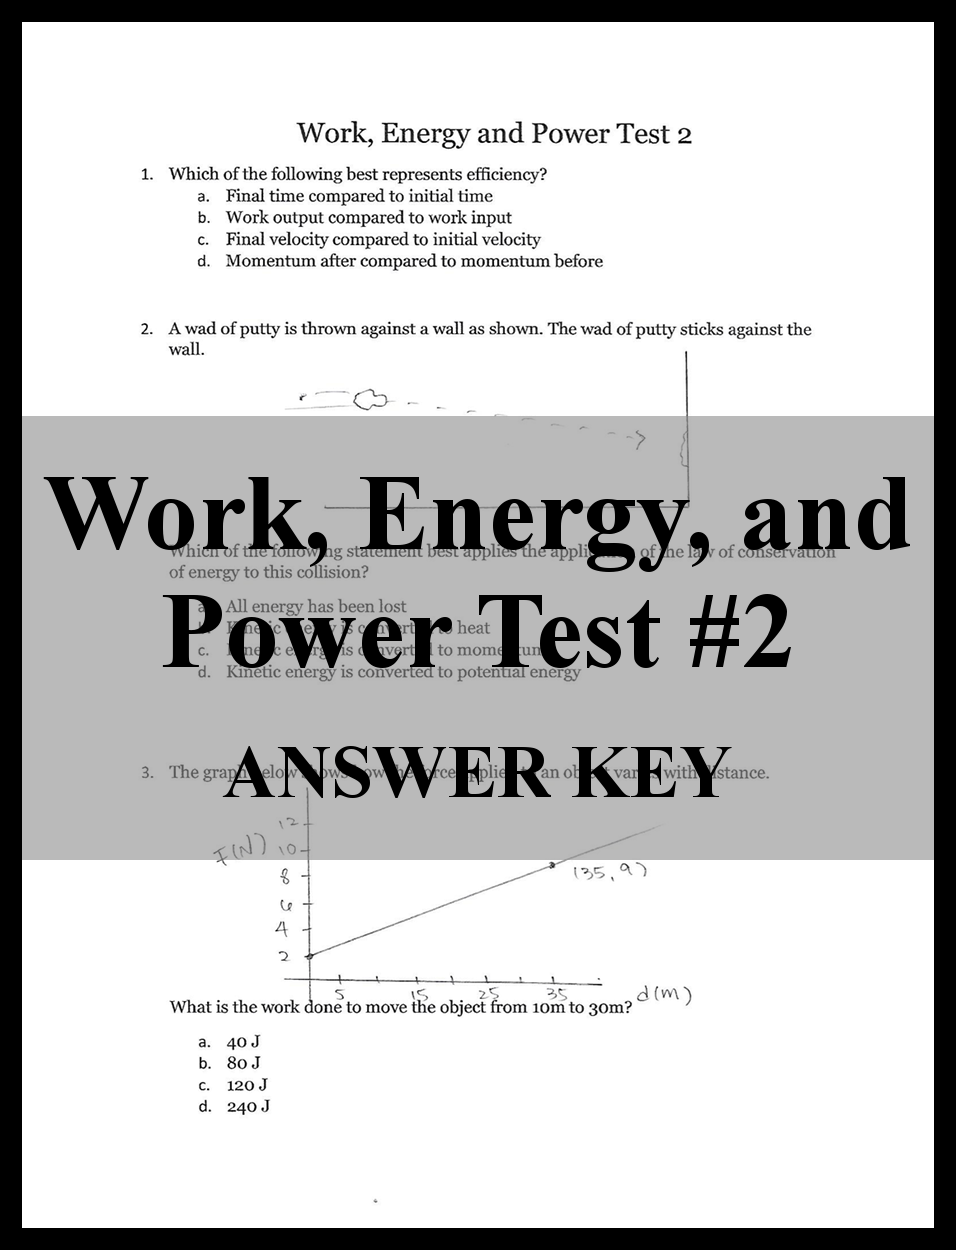 Work, Energy and Power Test 2
1. Which of the following best represents efficiency?
a. Final time compared to initial time
b. Work output compared to work input
c. Final velocity compared to initial velocity
d. Momentum after compared to momentum before
2. A wad of putty is thrown against a wall as shown. The wad of putty sticks against the
wall.
Work, Energy, and
Which of the following statement best applies the of the law of conservation
of energy to this collision?
a. All energy has been lost
Power Test #2
b. Kinetic energy is converted to heat
c. Kinetic energy is converted to momentum
d. Kinetic energy is converted to potential energy
ANSWER KEY
3. The graph below shows how the force applied to an object varies with distance.
F(N)
12
10
8
6
4
2
(35, 9)
5 15 25 35 d(m)
What is the work done to move the object from 10m to 30m?
a. 40 J
b. 80 J
c. 120 J
d. 240 J